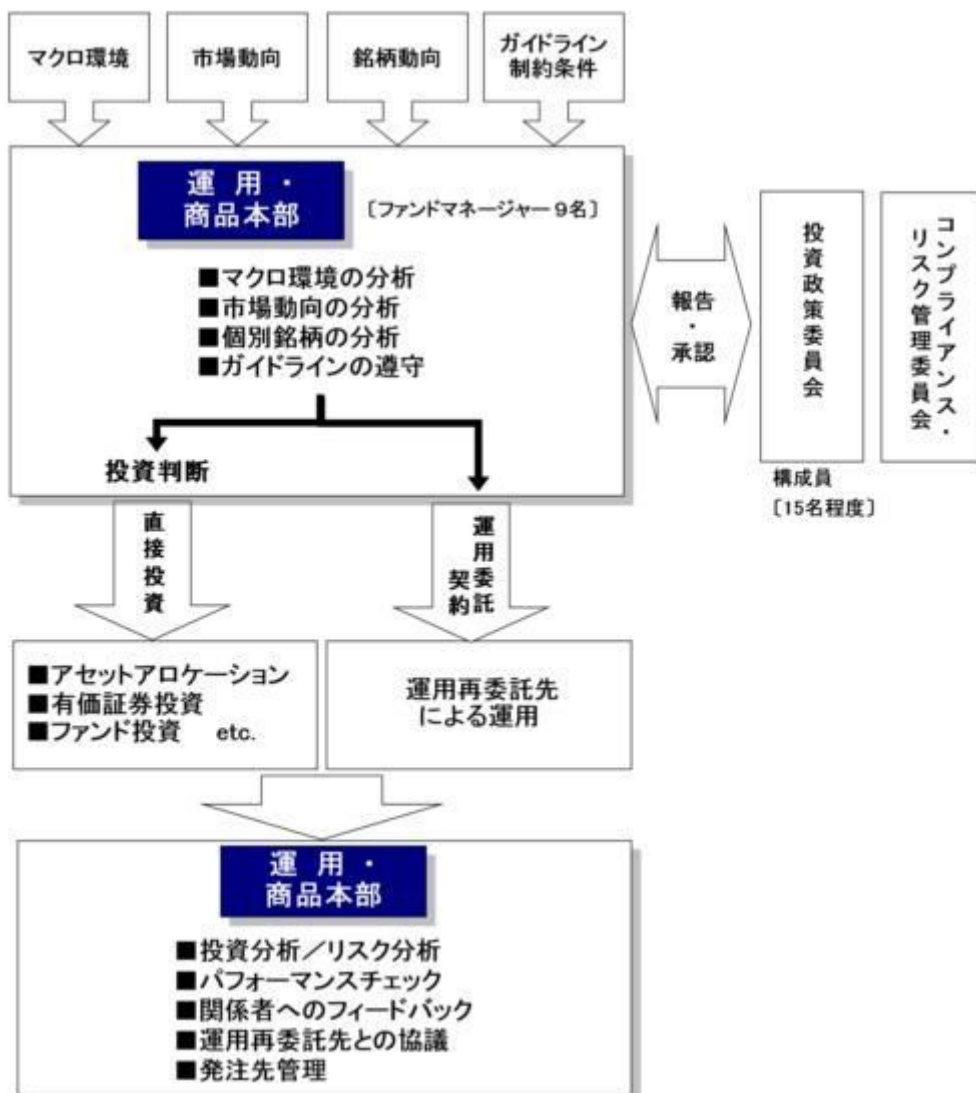 マクロ環境
市場動向
銘柄動向
ガイドライン
制約条件
運 用 ・
商品本部
〔ファンドマネージャー９名〕
■マクロ環境の分析
■市場動向の分析
■個別銘柄の分析
■ガイドラインの遵守
報告
・
承認
投資政策委員会
コンプライアンス・
リスク管理委員会
構成員
〔15名程度〕
投資判断
直接投資
運用委託
契約
■アセットアロケーション
■有価証券投資
■ファンド投資 etc.
運用再委託先
による運用
運 用 ・
商品本部
■投資分析／リスク分析
■パフォーマンスチェック
■関係者へのフィードバック
■運用再委託先との協議
■発注先管理